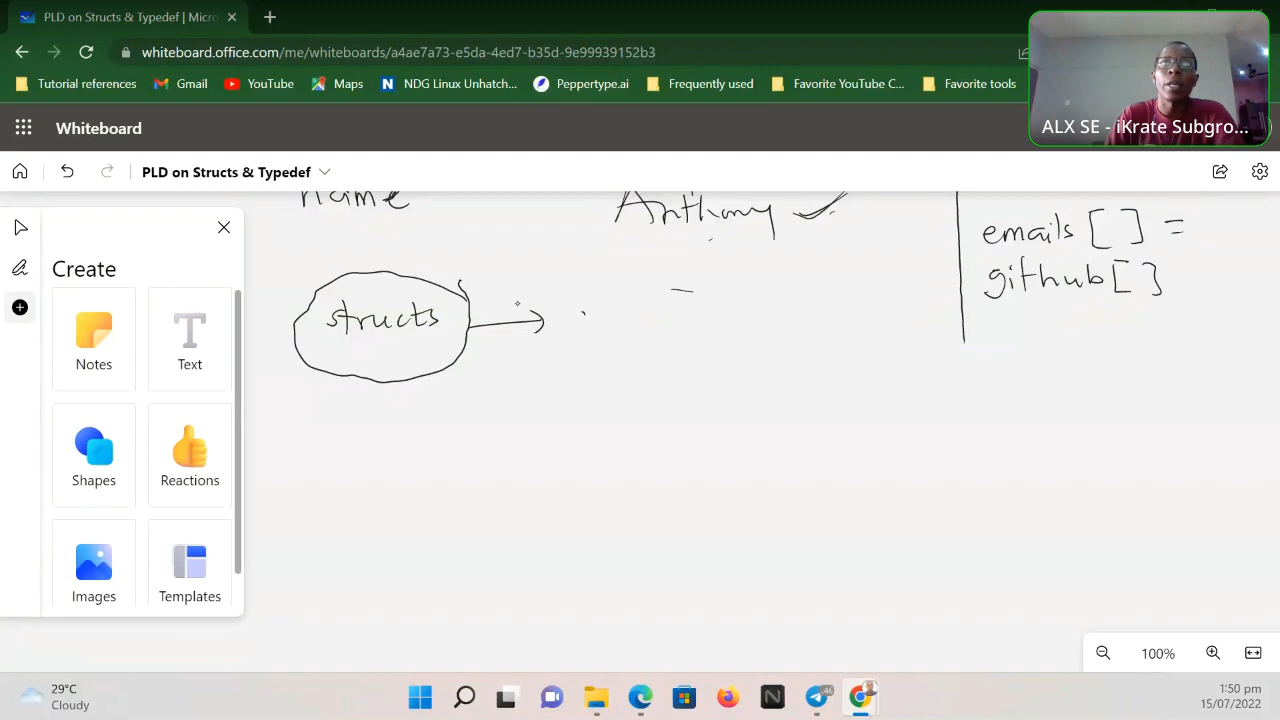 PLD on Structs & Typedef | Micro
whiteboard.office.com/me/whiteboards/a4ae7a73-e5da-4ed7-b35d-9e99939152b3
Tutorial references
Gmail
YouTube
Maps
NDG Linux Unhatch...
Peppertype.ai
Frequently used
Favorite YouTube C...
Favorite tools
ALX SE - iKrate Subgro...
Whiteboard
PLD on Structs & Typedef
name
Anthony
emails [ ] =
github [ ]
structs
Create
Notes
Text
Shapes
Reactions
Images
Templates
100%
29°C
Cloudy
46
1:50 pm
15/07/2022